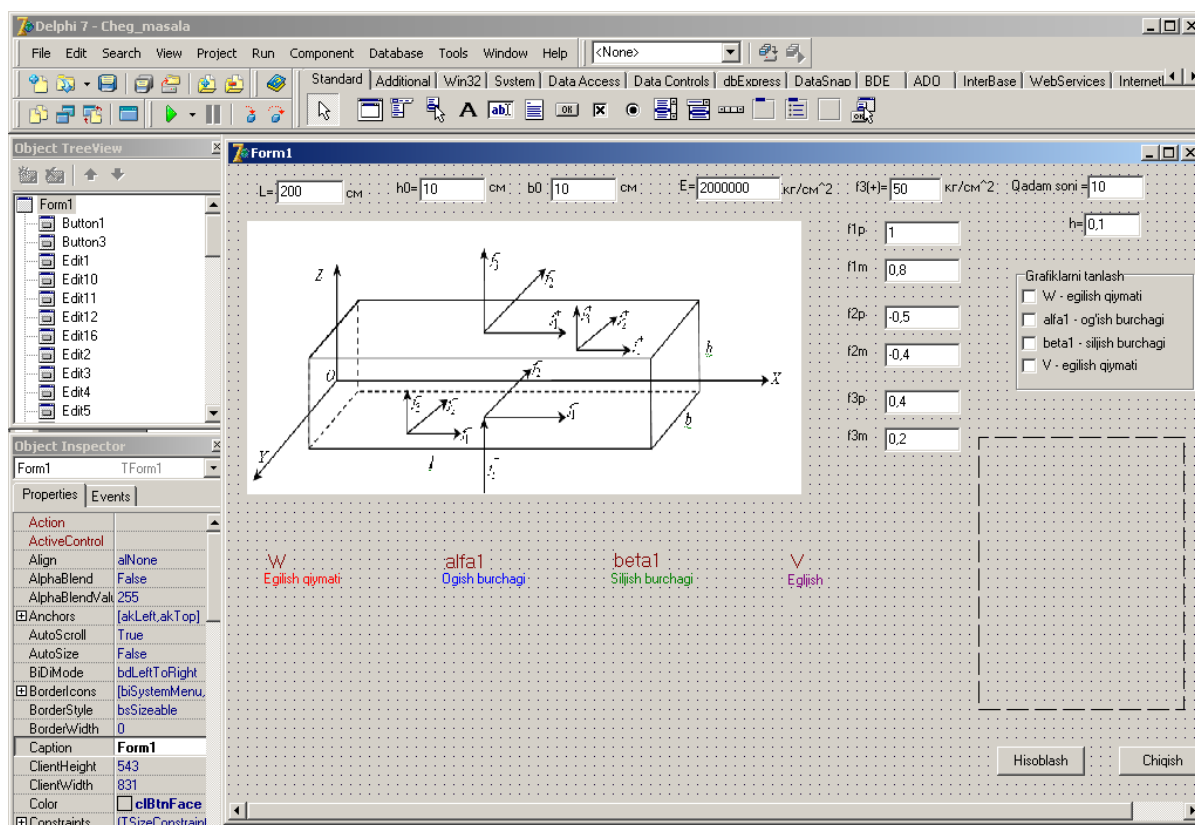 Delphi 7 - Cheg_masala
File Edit Search View Project Run Component Database Tools Window Help <None>
Standard Additional Win32 System Data Access Data Controls dbExpress DataSnap BDE ADO InterBase WebServices
Object TreeView
Form1
Button1
Button3
Edit1
Edit10
Edit11
Edit12
Edit16
Edit2
Edit3
Edit4
Edit5
Object Inspector
Form1 TForm1
Properties Events
Action
ActiveControl
Align alNone
AlphaBlend False
AlphaBlendVal 255
Anchors [akLeft,akTop]
AutoScroll True
AutoSize False
BiDiMode bdLeftToRight
BorderIcons [biSystemMenu,
BorderStyle bsSizeable
BorderWidth 0
Caption Form1
ClientHeight 543
ClientWidth 831
Color clBtnFace
Constraints (TSizeConstraint
Form1
L= 200 см h0= 10 см b0 10 см E= 2000000 кг/см^2 f3(+)= 50 кг/см^2 Qadam soni = 10
h= 0,1
f1p 1
f1m 0,8
f2p -0,5
f2m -0,4
f3p 0,4
f3m 0,2
Grafiklarni tanlash
W - egilish qiymati
alfa1 - og'ish burchagi
beta1 - siljish burchagi
V - egilish qiymati
Z
O
X
Y
h
b
l
W alfa1 beta1 V
Egilish qiymati Ogish burchagi Siljish burchagi Egljish
Hisoblash Chiqish